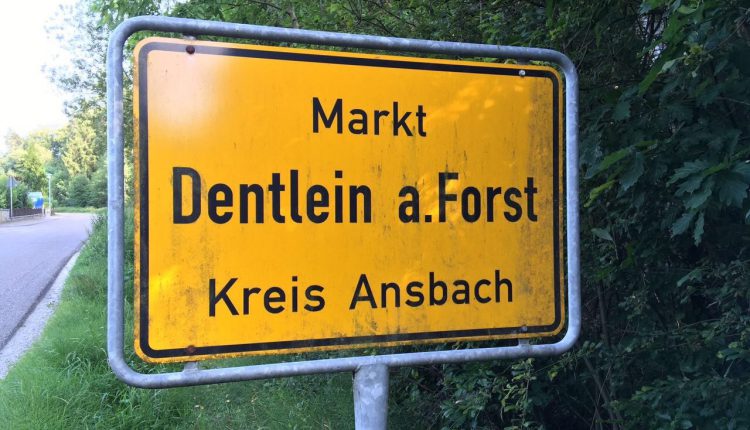 Markt
Dentlein a.Forst
Kreis Ansbach